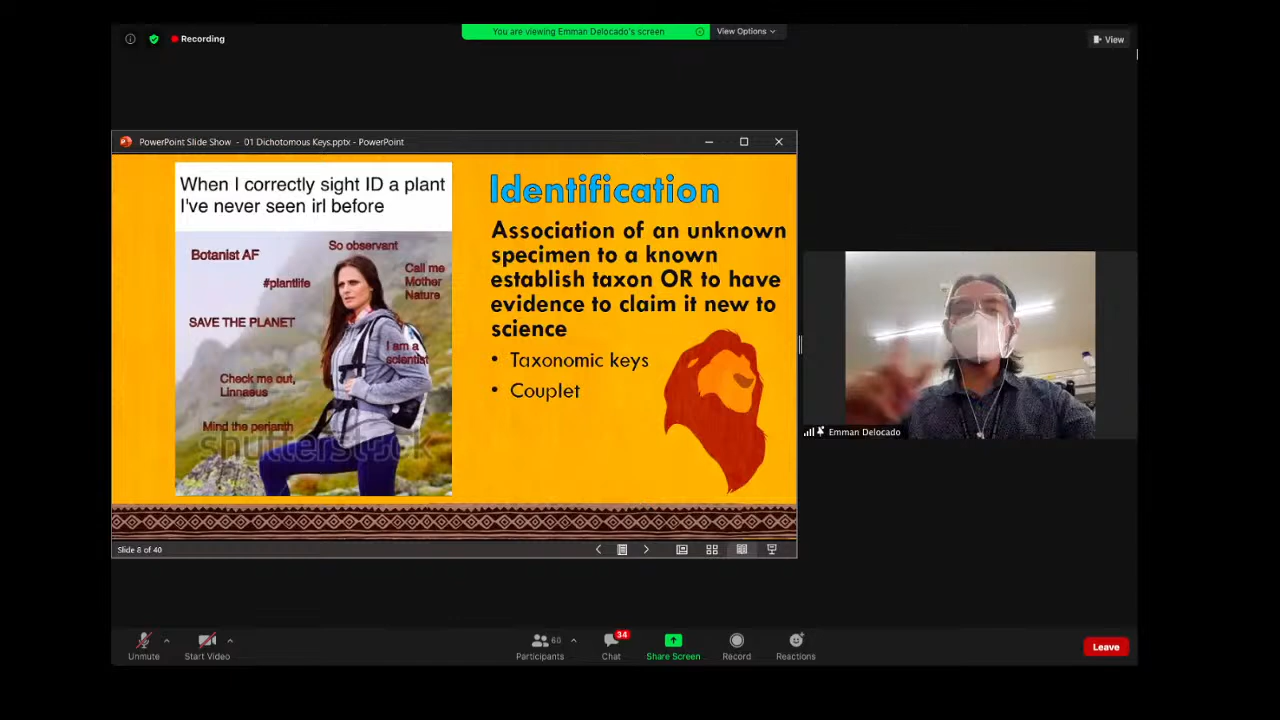 Recording
You are viewing Emman Delocado's screen
View Options
View
PowerPoint Slide Show - 01 Dichotomous Keys.pptx - PowerPoint
When I correctly sight ID a plant
I've never seen irl before
Botanist AF
So observant
#plantlife
Call me
Mother
Nature
SAVE THE PLANET
I am a
scientist
Check me out,
Linnaeus
Mind the perianth
shutterstock
Identification
Association of an unknown
specimen to a known
establish taxon OR to have
evidence to claim it new to
science
• Taxonomic keys
• Couplet
Emman Delocado
Slide 8 of 40
Unmute
Start Video
60
Participants
34
Chat
Share Screen
Record
Reactions
Leave